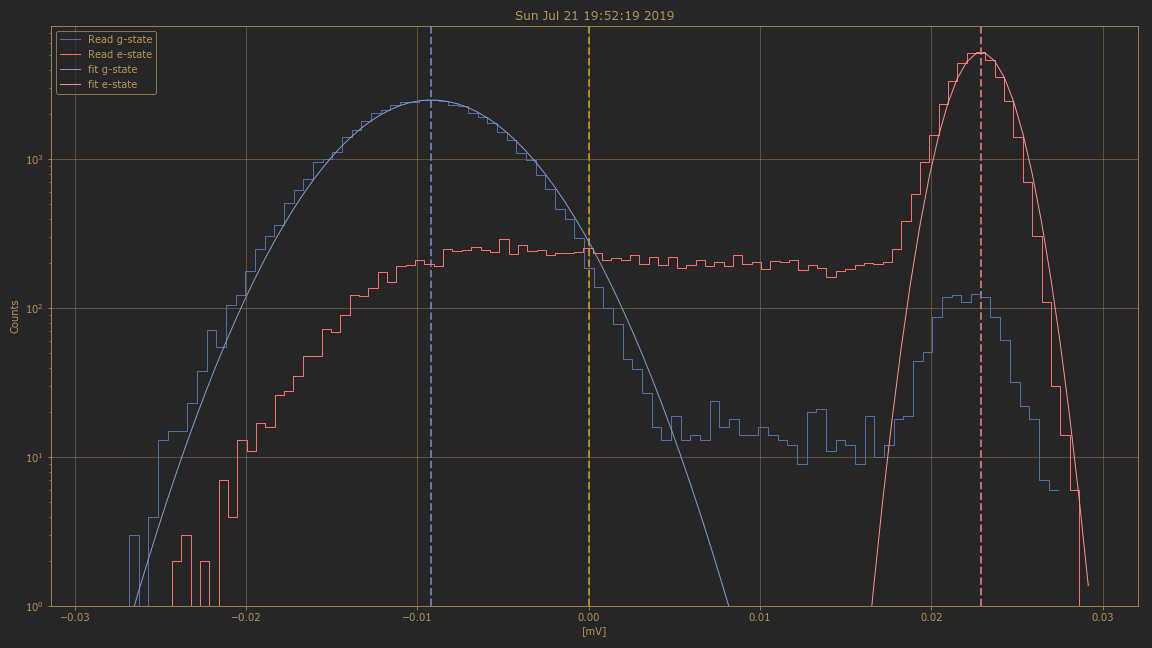 Sun Jul 21 19:52:19 2019
Read g-state
Read e-state
fit g-state
fit e-state
Counts
10³
10²
10¹
10⁰
−0.03 −0.02 −0.01 0.00 0.01 0.02 0.03
[mV]